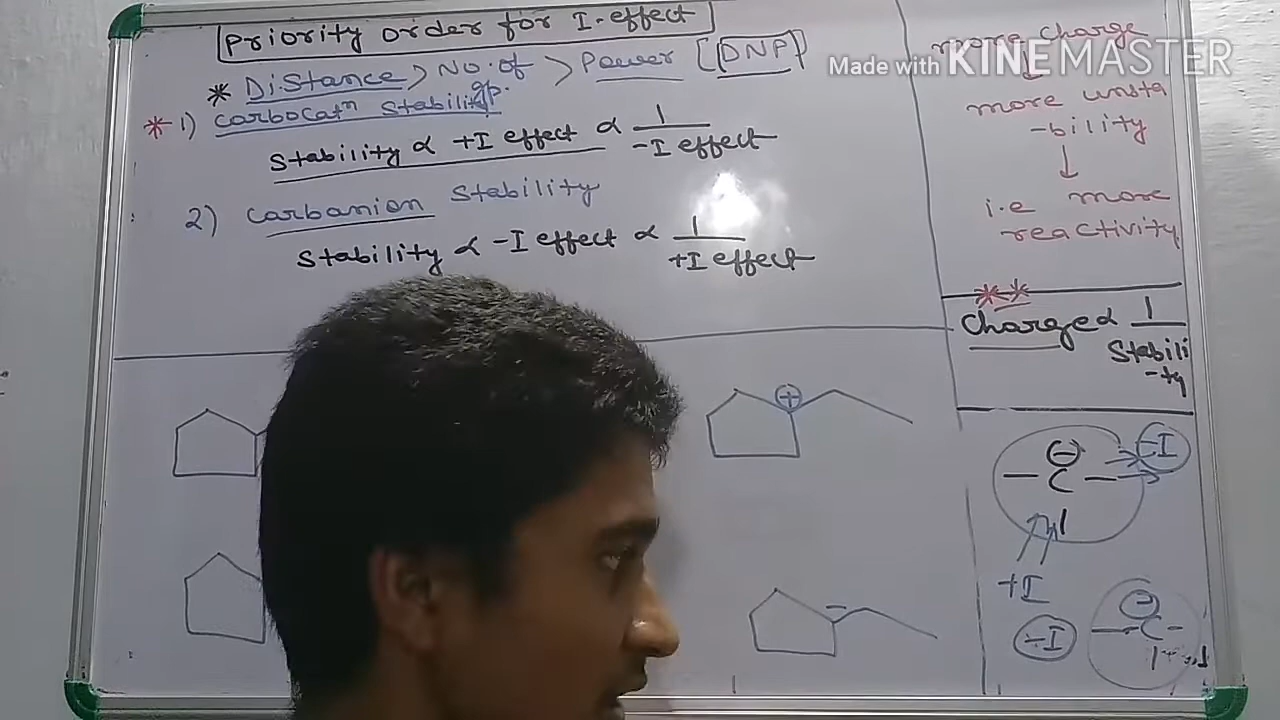 Priority order for I-effect
* Distance > No. of gp. > Power [DNP]
* 1) Carbocatⁿ Stability
Stability ∝ +I effect ∝ 1/-I effect
2) Carbanion Stability
Stability ∝ -I effect ∝ 1/+I effect
Made with KINEMASTER
more charge
↓
more unsta
-bility
↓
i.e more
reactivity
**
Charge ∝ 1/Stabili
-ty
+
-
⊖ -I
- C -
+I
-I
⊖
- C -